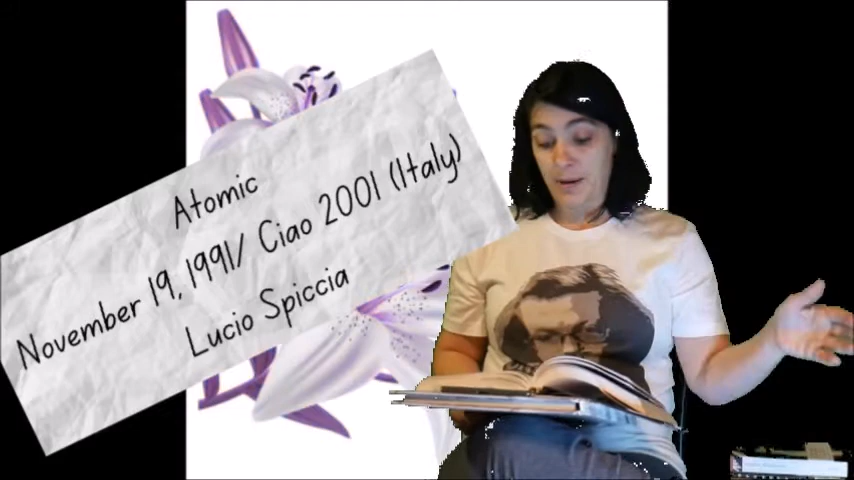 Atomic
November 19, 1991/ Ciao 2001 (Italy)
Lucio Spiccia